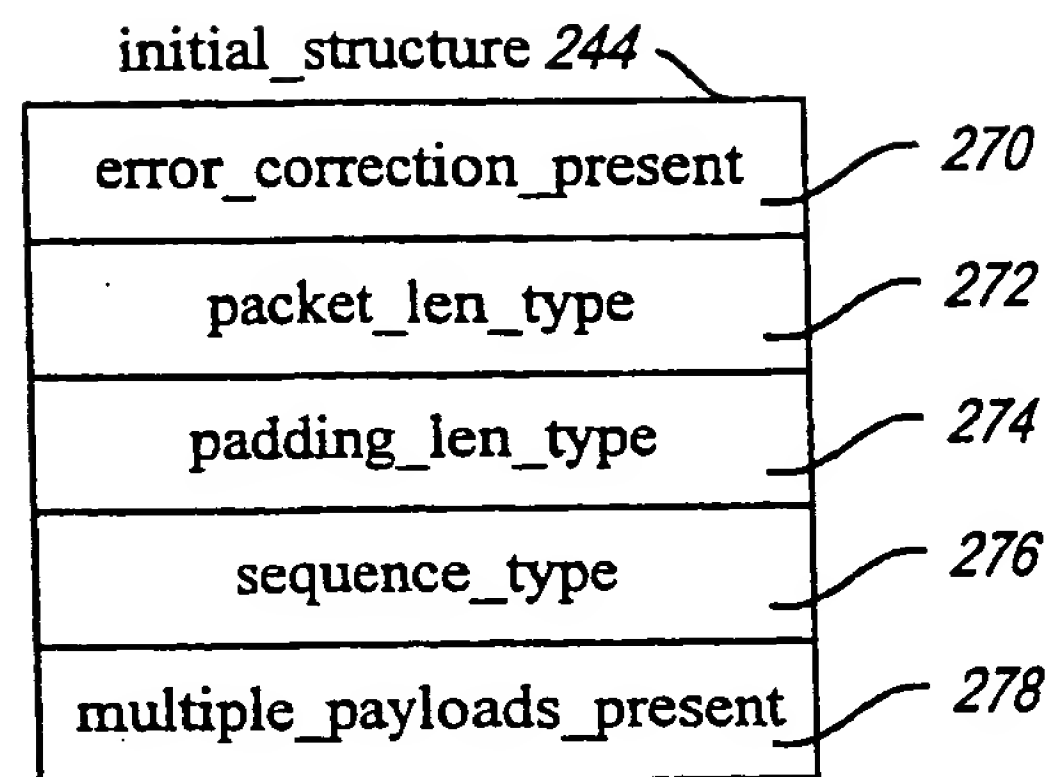 initial_structure 244
error_correction_present 270
packet_len_type 272
padding_len_type 274
sequence_type 276
multiple_payloads_present 278